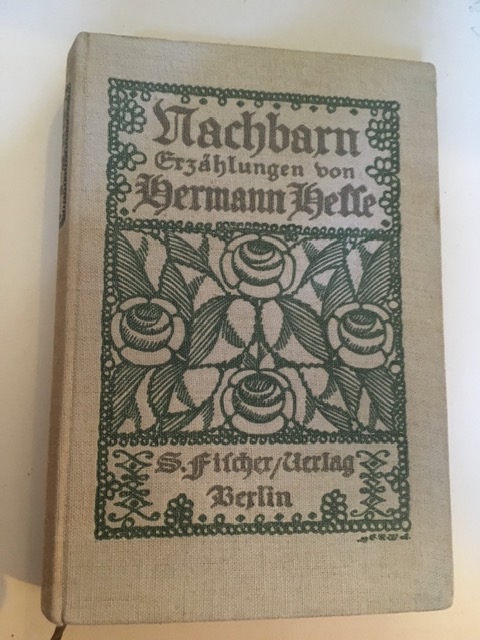 Nachbarn
Erzählungen von
Hermann Hesse
S. Fischer/Verlag
Berlin